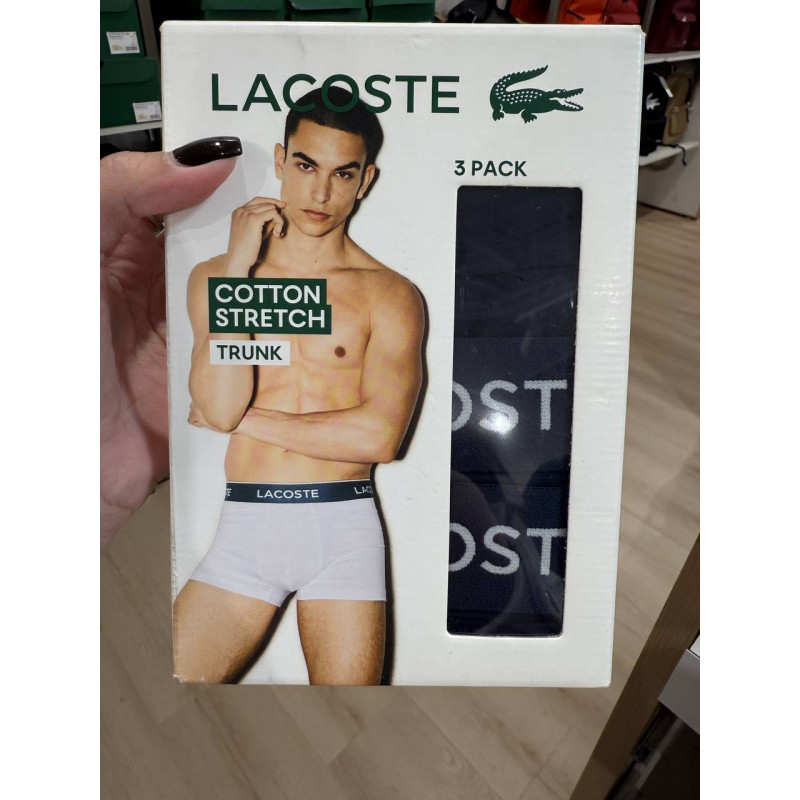 LACOSTE
3 PACK
COTTON
STRETCH
TRUNK
LACOSTE
OST
OST